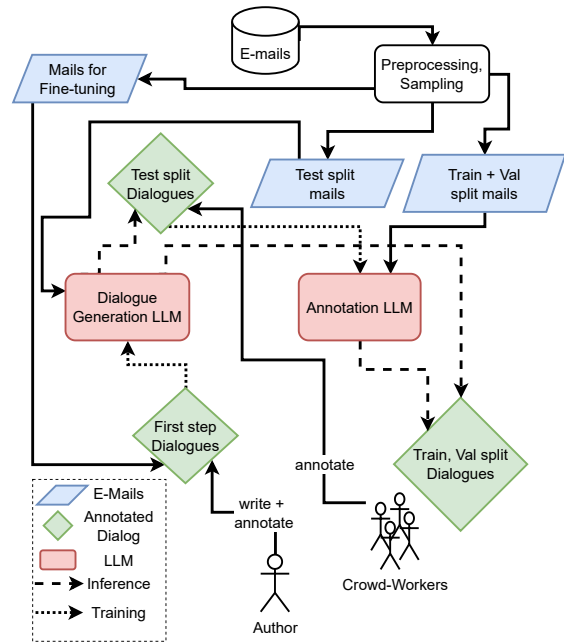 E-mails
Preprocessing,
Sampling
Mails for
Fine-tuning
Test split
Dialogues
Test split
mails
Train + Val
split mails
Dialogue
Generation LLM
Annotation LLM
First step
Dialogues
Train, Val split
Dialogues
annotate
write +
annotate
E-Mails
Annotated
Dialog
LLM
Inference
Training
Author
Crowd-Workers